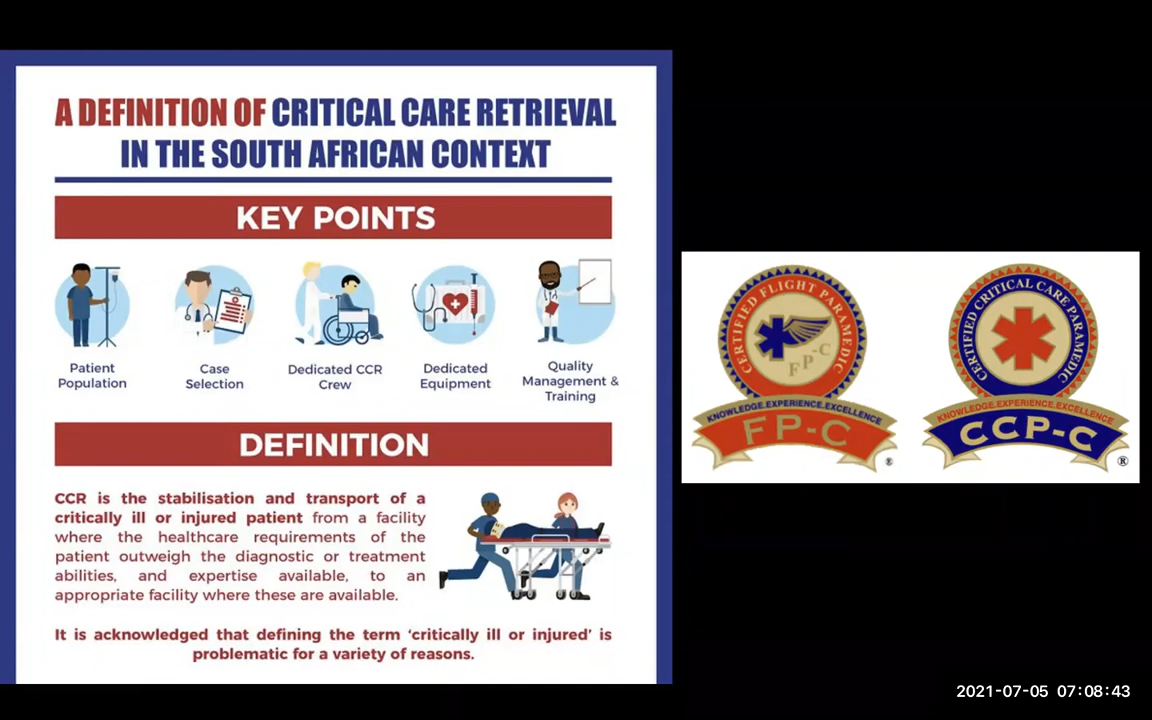 A DEFINITION OF CRITICAL CARE RETRIEVAL
IN THE SOUTH AFRICAN CONTEXT
KEY POINTS
Patient
Population
Case
Selection
Dedicated CCR
Crew
Dedicated
Equipment
Quality
Management &
Training
DEFINITION
CCR is the stabilisation and transport of a
critically ill or injured patient from a facility
where the healthcare requirements of the
patient outweigh the diagnostic or treatment
abilities, and expertise available, to an
appropriate facility where these are available.
It is acknowledged that defining the term ‘critically ill or injured’ is
problematic for a variety of reasons.
CERTIFIED FLIGHT PARAMEDIC
FP-C
KNOWLEDGE.EXPERIENCE.EXCELLENCE
FP-C
®
CERTIFIED CRITICAL CARE PARAMEDIC
KNOWLEDGE.EXPERIENCE.EXCELLENCE
CCP-C
®
2021-07-05 07:08:43